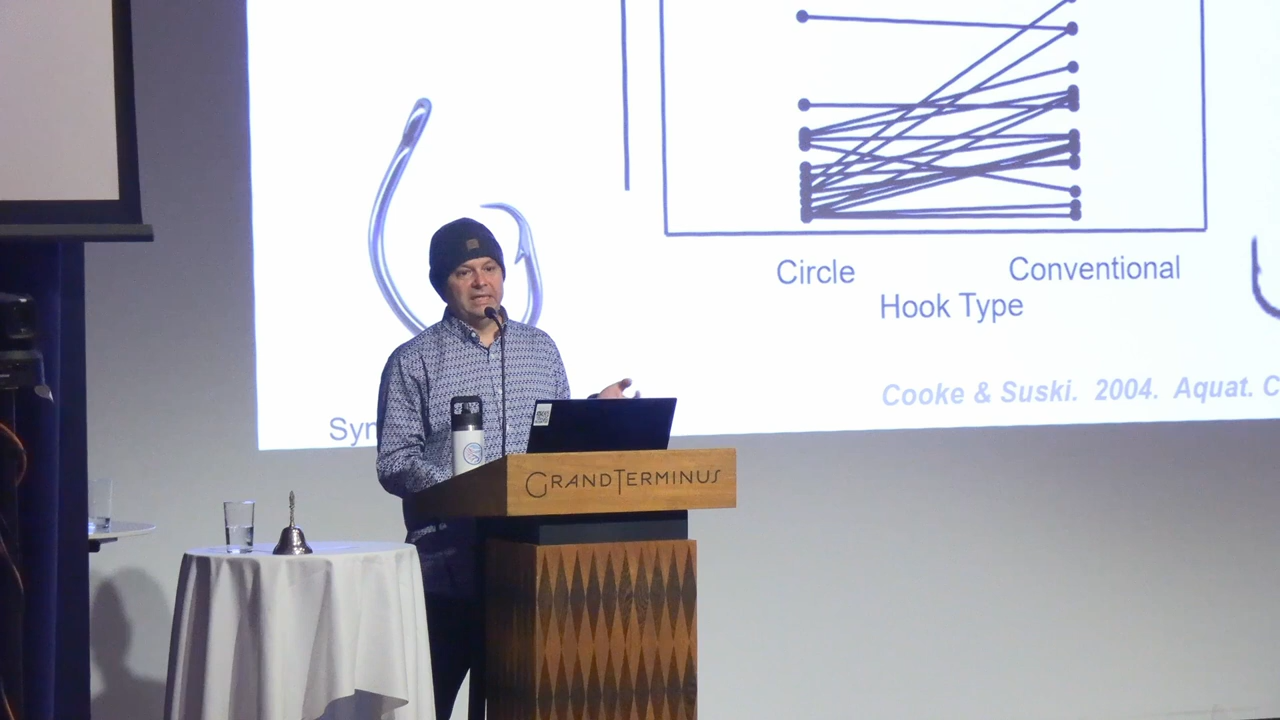 Circle Conventional
Hook Type
Cooke & Suski. 2004. Aquat. C
Syn
GRANDTERMINUS